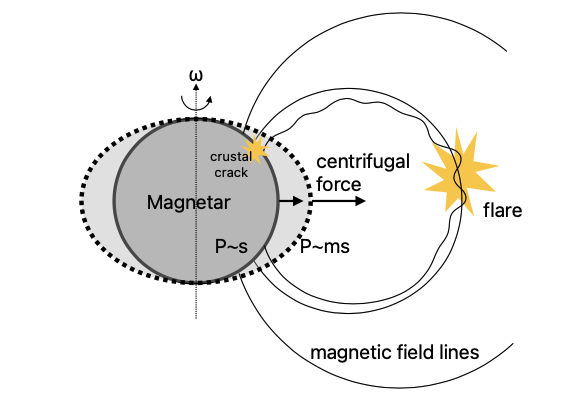 ω
crustal
crack
centrifugal
force
Magnetar
flare
P~s
P~ms
magnetic field lines